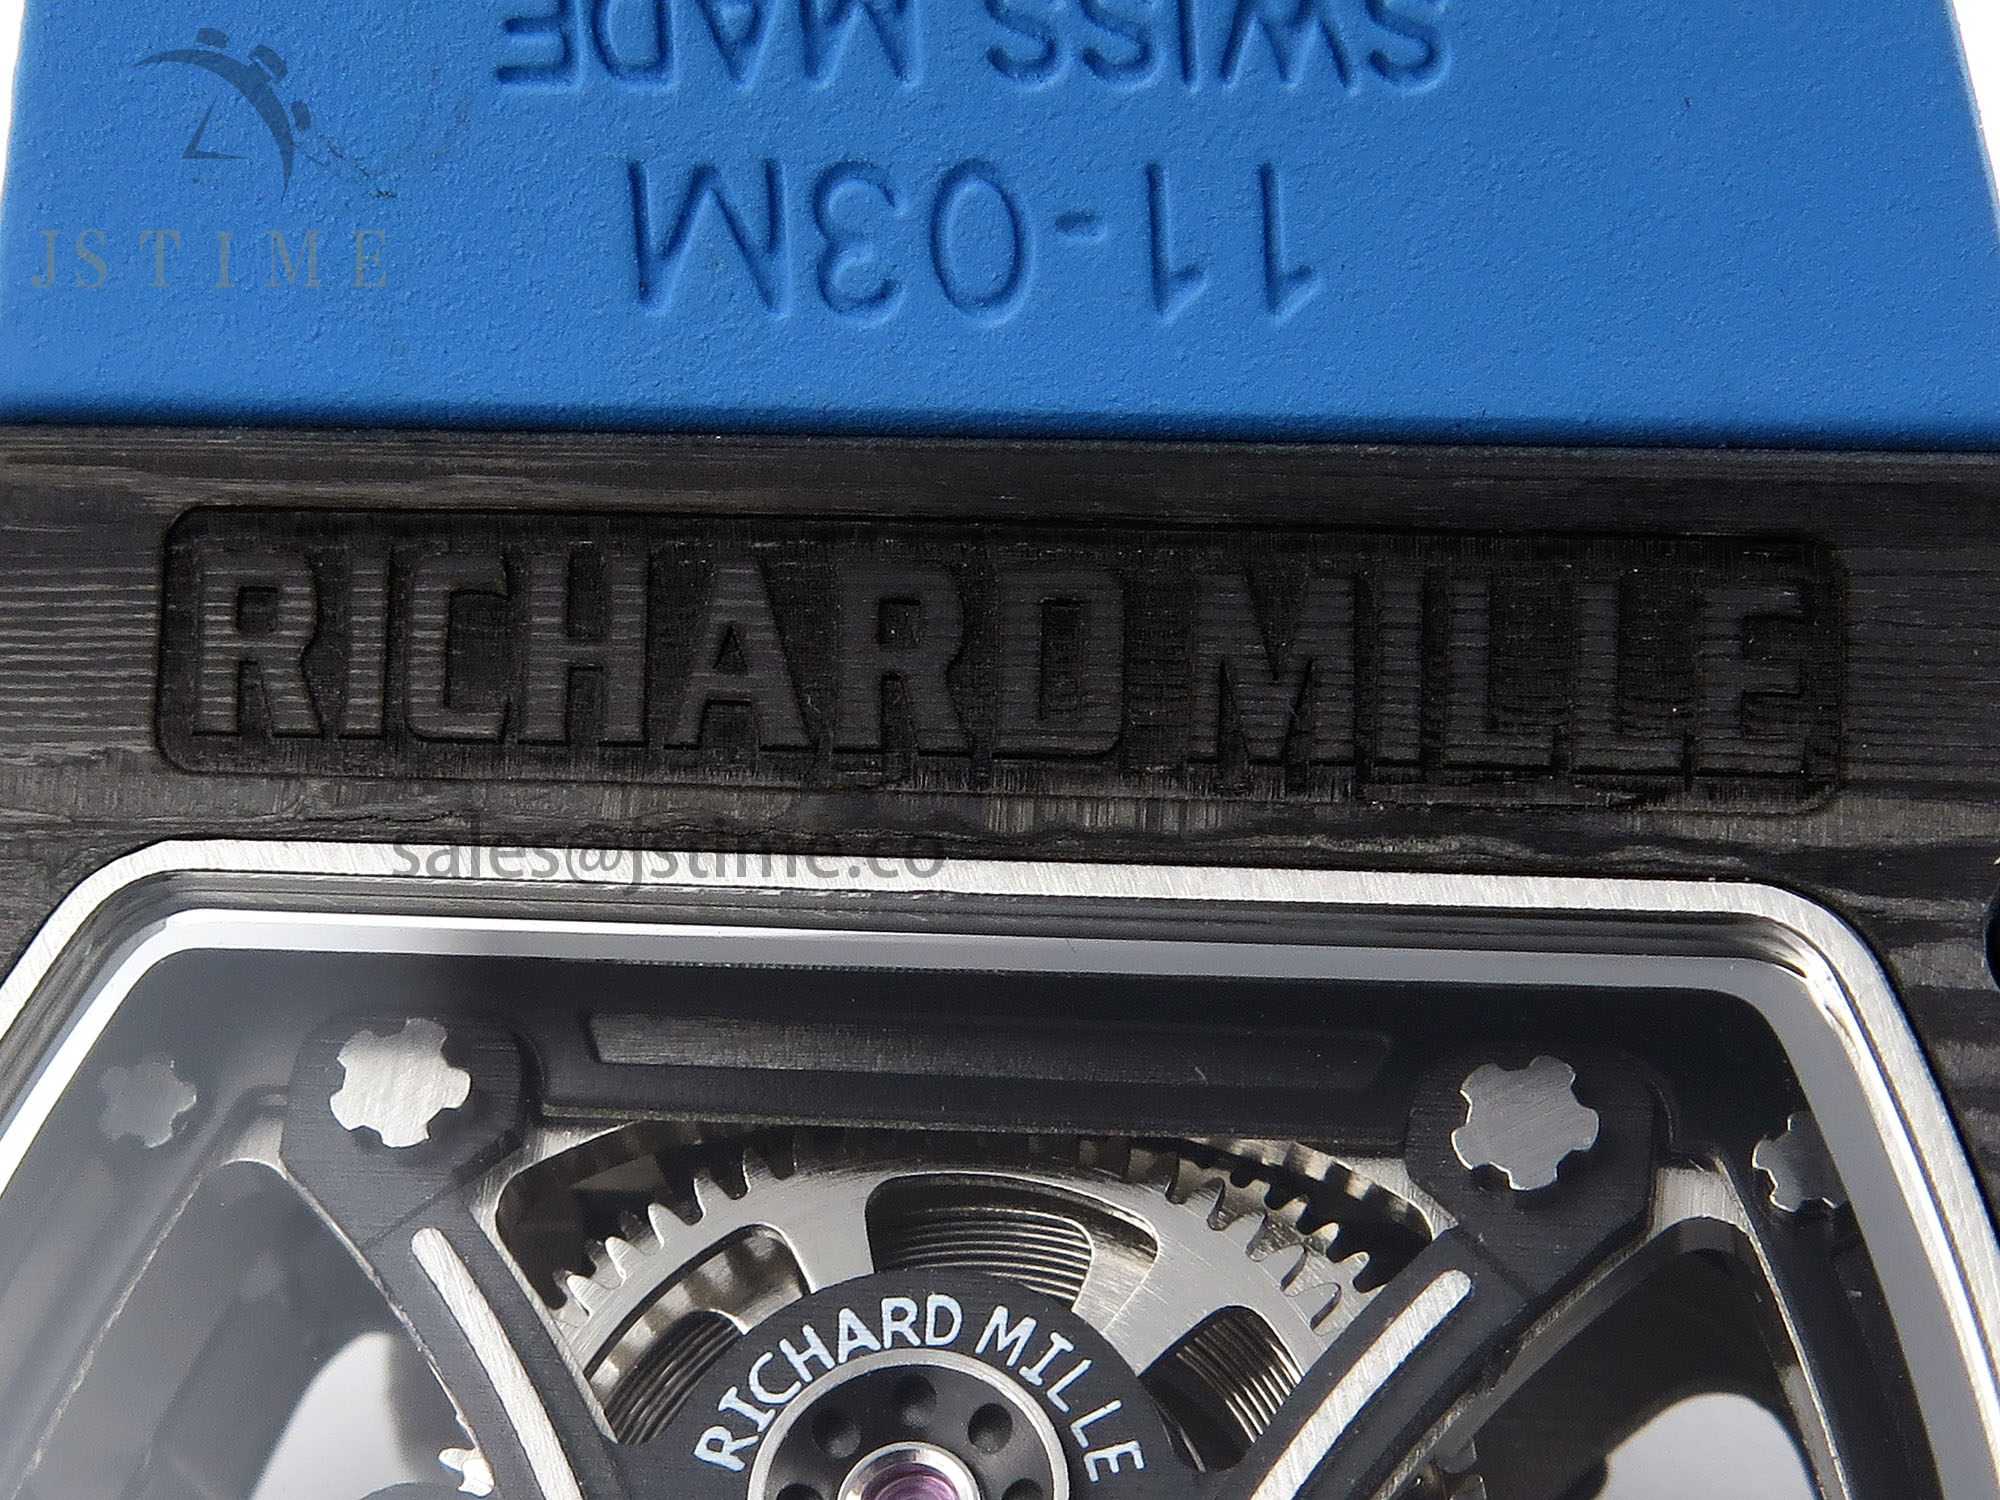 SWISS MADE
11-03M
JSTIME
RICHARD MILLE
sales@jstime.co
RICHARD MILLE